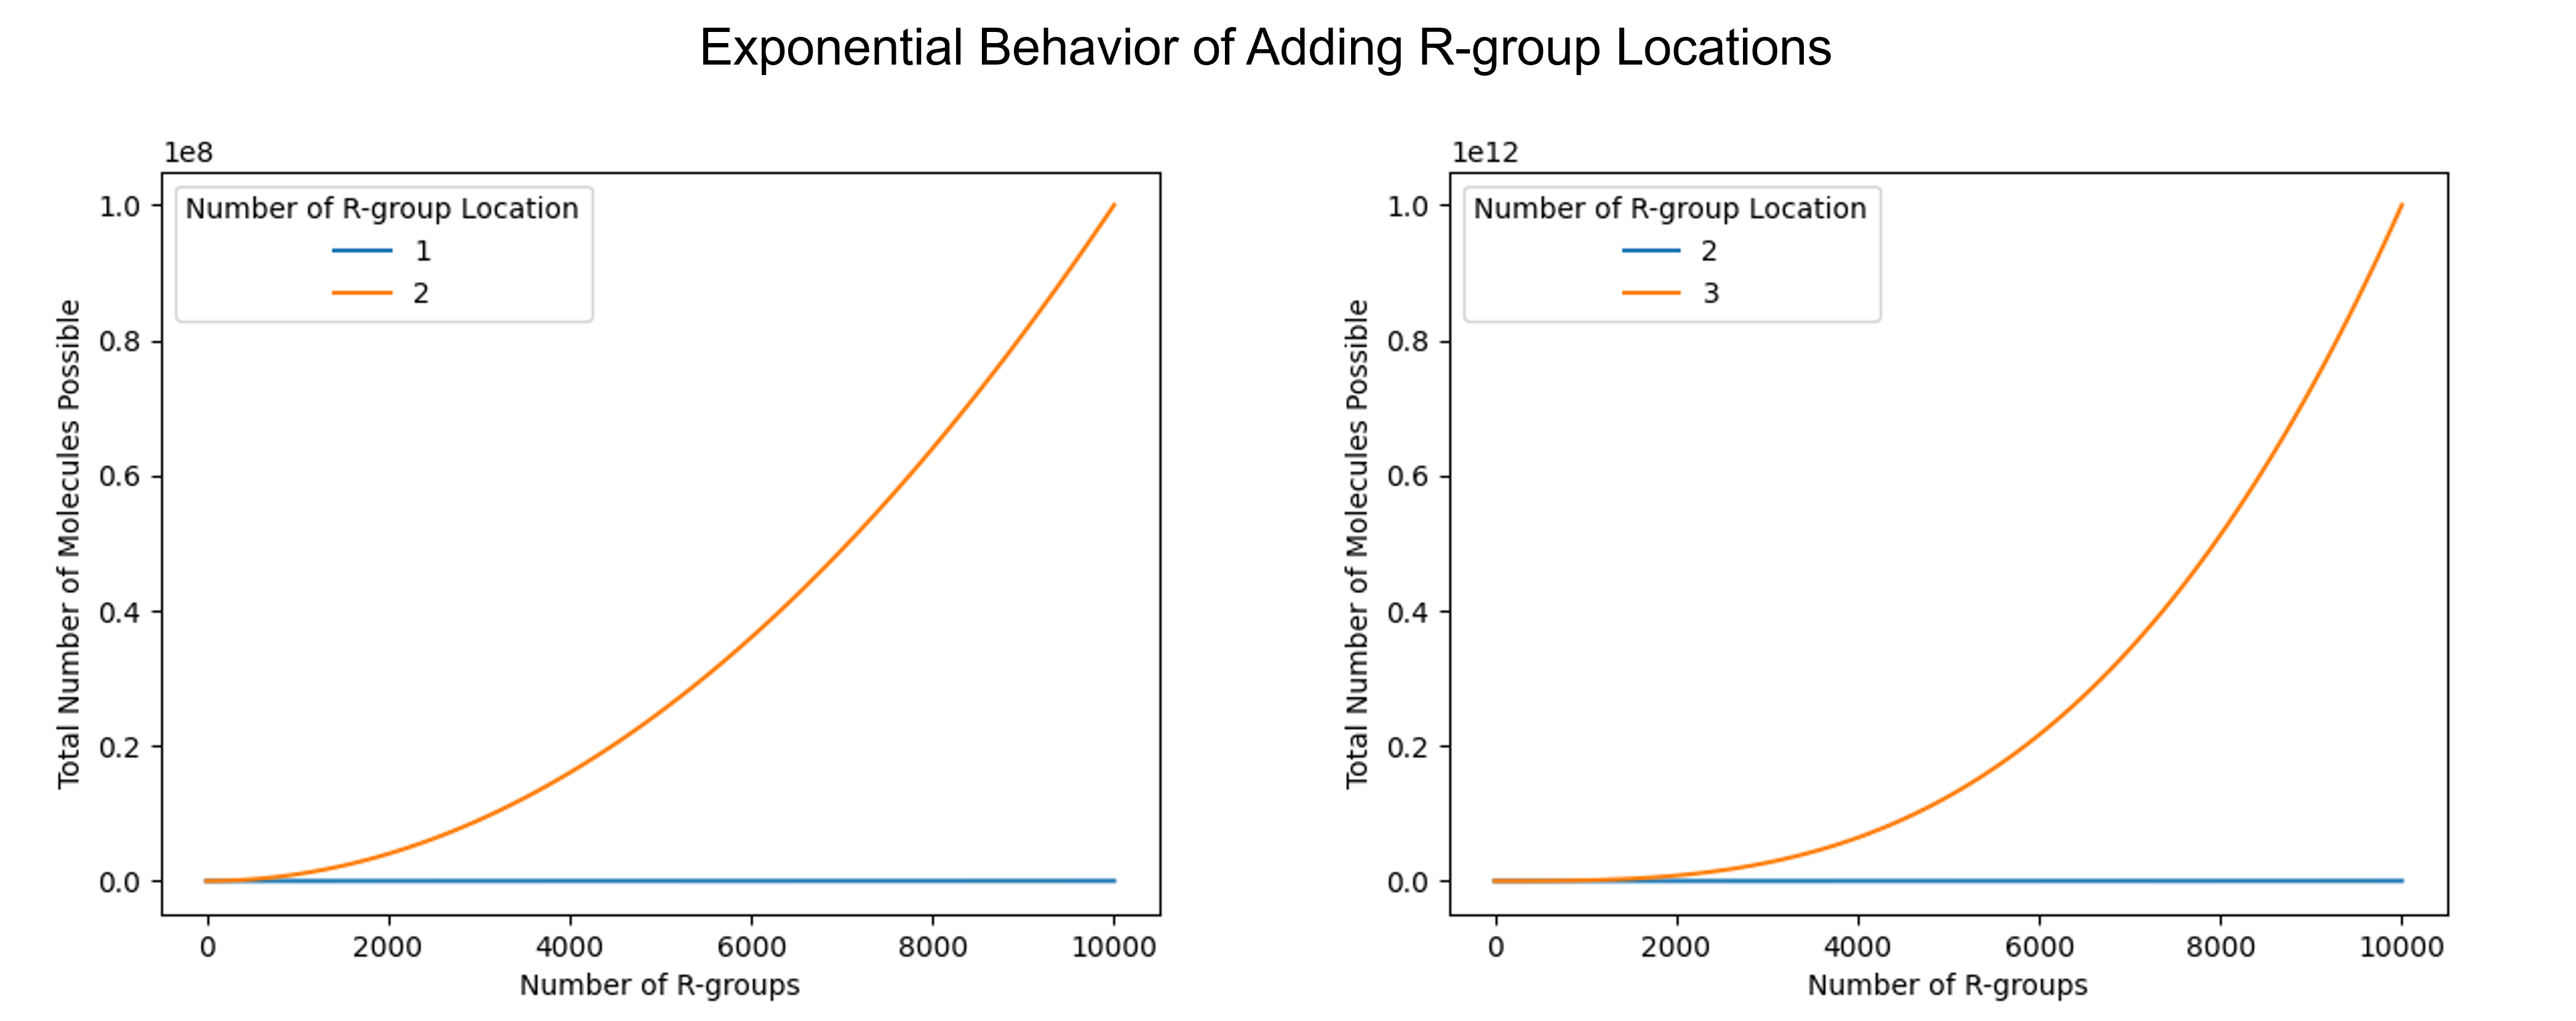 Exponential Behavior of Adding R-group Locations
1e8
Number of R-group Location
1
2
1.0
0.8
0.6
0.4
0.2
0.0
Total Number of Molecules Possible
0 2000 4000 6000 8000 10000
Number of R-groups
1e12
Number of R-group Location
2
3
1.0
0.8
0.6
0.4
0.2
0.0
Total Number of Molecules Possible
0 2000 4000 6000 8000 10000
Number of R-groups